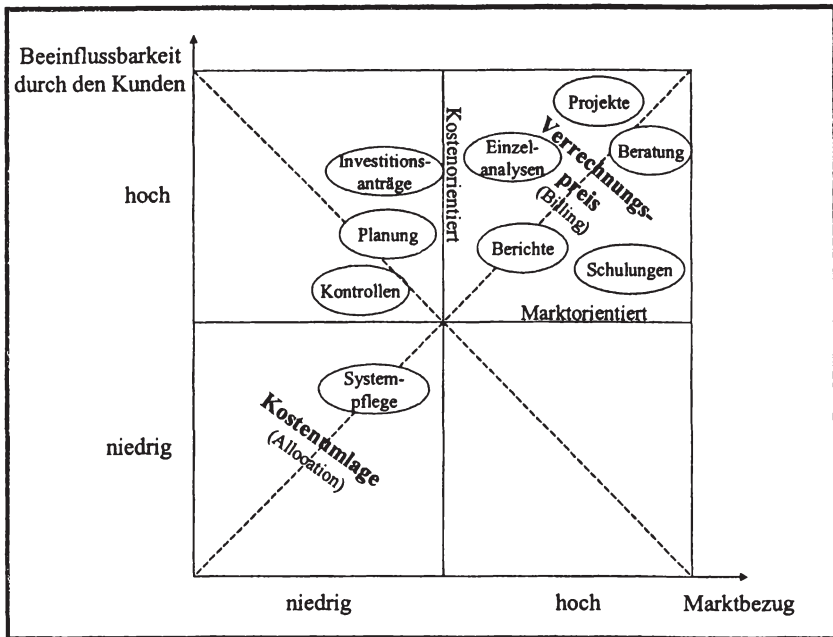 Beeinflussbarkeit
durch den Kunden
hoch
niedrig
Investitions-
anträge
Planung
Kontrollen
Kostenorientiert
Projekte
Einzel-
analysen
Beratung
Verrechnungs-
preis
(Billing)
Berichte
Schulungen
Marktorientiert
System-
pflege
Kostenumlage
(Allocation)
niedrig
hoch
Marktbezug